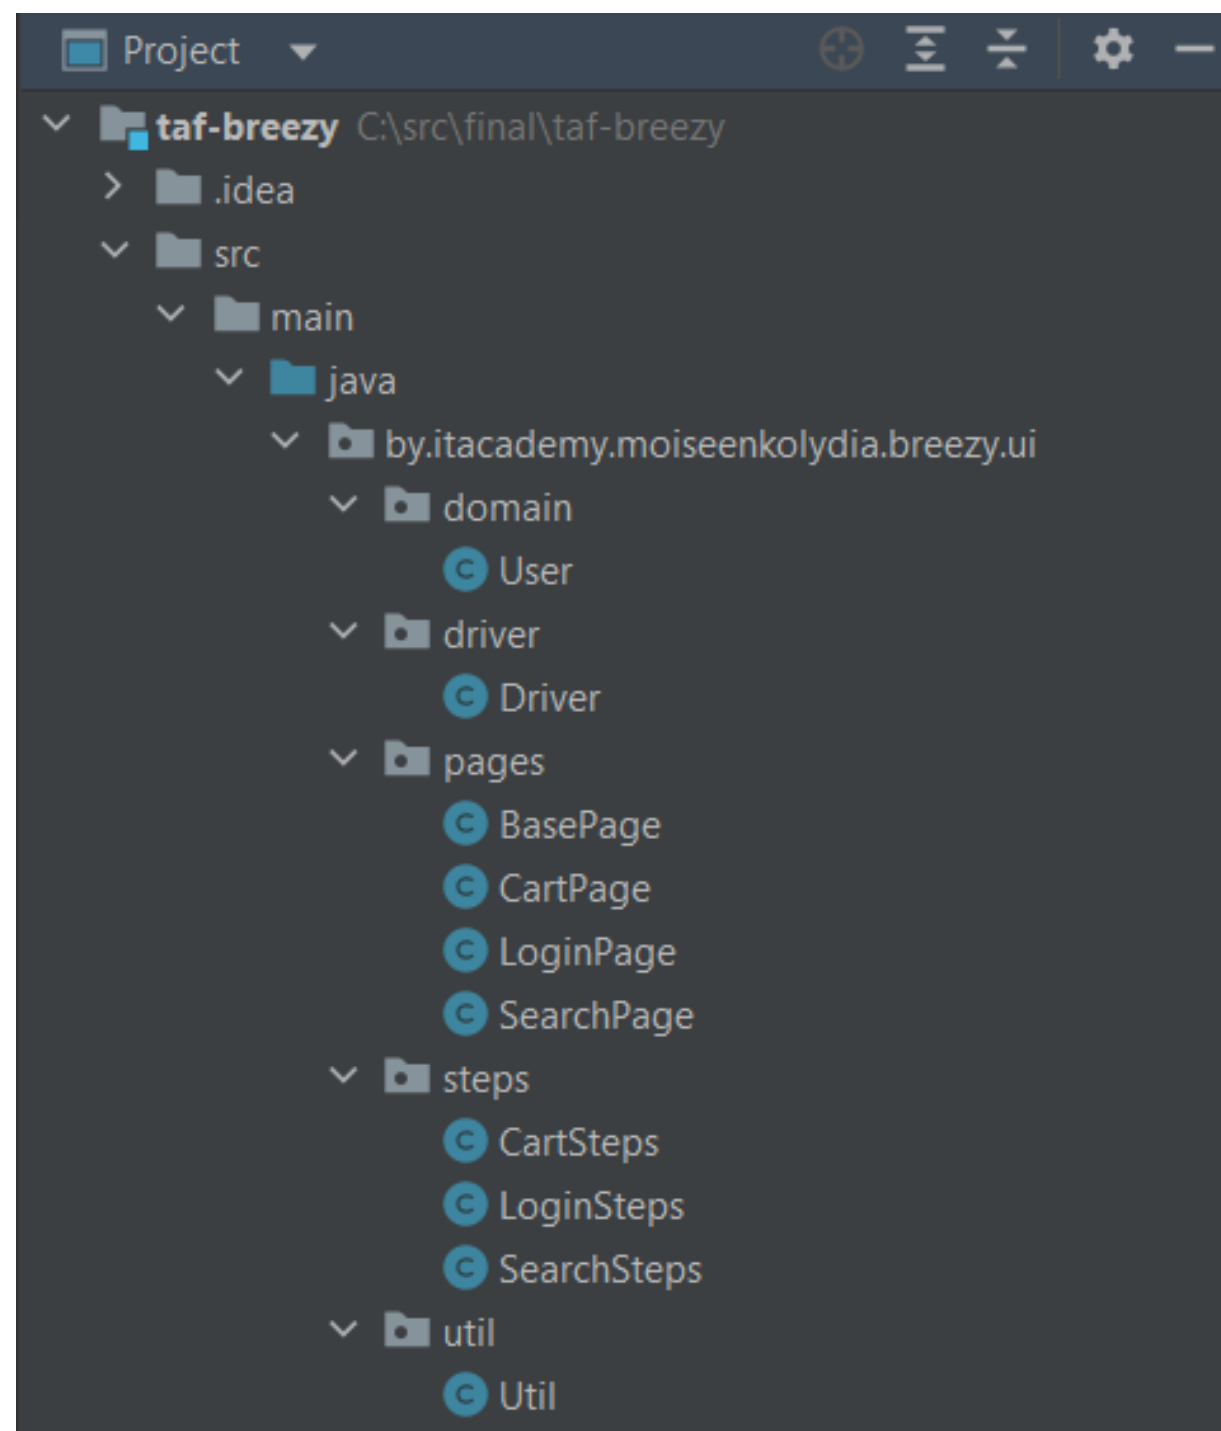 Project
taf-breezy C:\src\final\taf-breezy
.idea
src
main
java
by.itacademy.moiseenkolydia.breezy.ui
domain
C User
driver
C Driver
pages
C BasePage
C CartPage
C LoginPage
C SearchPage
steps
C CartSteps
C LoginSteps
C SearchSteps
util
C Util